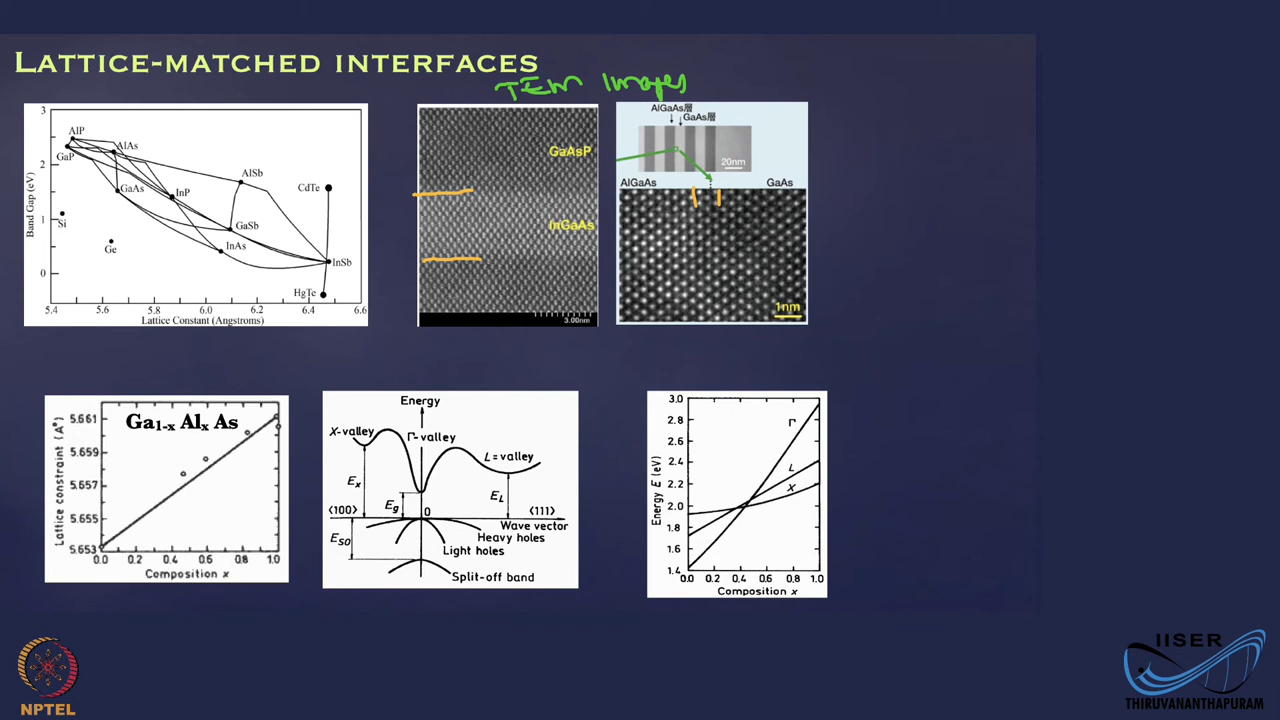 LATTICE-MATCHED INTERFACES
TEM Images
3
2
1
0
Band Gap (eV)
AlP
GaP
AlAs
GaAs
InP
AlSb
CdTe
Si
Ge
GaSb
InAs
InSb
HgTe
5.4 5.6 5.8 6.0 6.2 6.4 6.6
Lattice Constant (Angstroms)
GaAsP
InGaAs
3.00nm
AlGaAs層
GaAs層
20nm
AlGaAs GaAs
1nm
Ga1-x Alx As
5.661
5.659
5.657
5.655
5.653
Lattice constraint (A°)
0.0 0.2 0.4 0.6 0.8 1.0
Composition x
Energy
X-valley
Γ-valley
L=valley
Ex
Eg
EL
⟨100⟩
0
⟨111⟩
Wave vector
ESO
Heavy holes
Light holes
Split-off band
3.0
2.8
2.6
2.4
2.2
2.0
1.8
1.6
1.4
Energy E (eV)
Γ
L
X
0.0 0.2 0.4 0.6 0.8 1.0
Composition x
NPTEL
IISER
THIRUVANANTHAPURAM